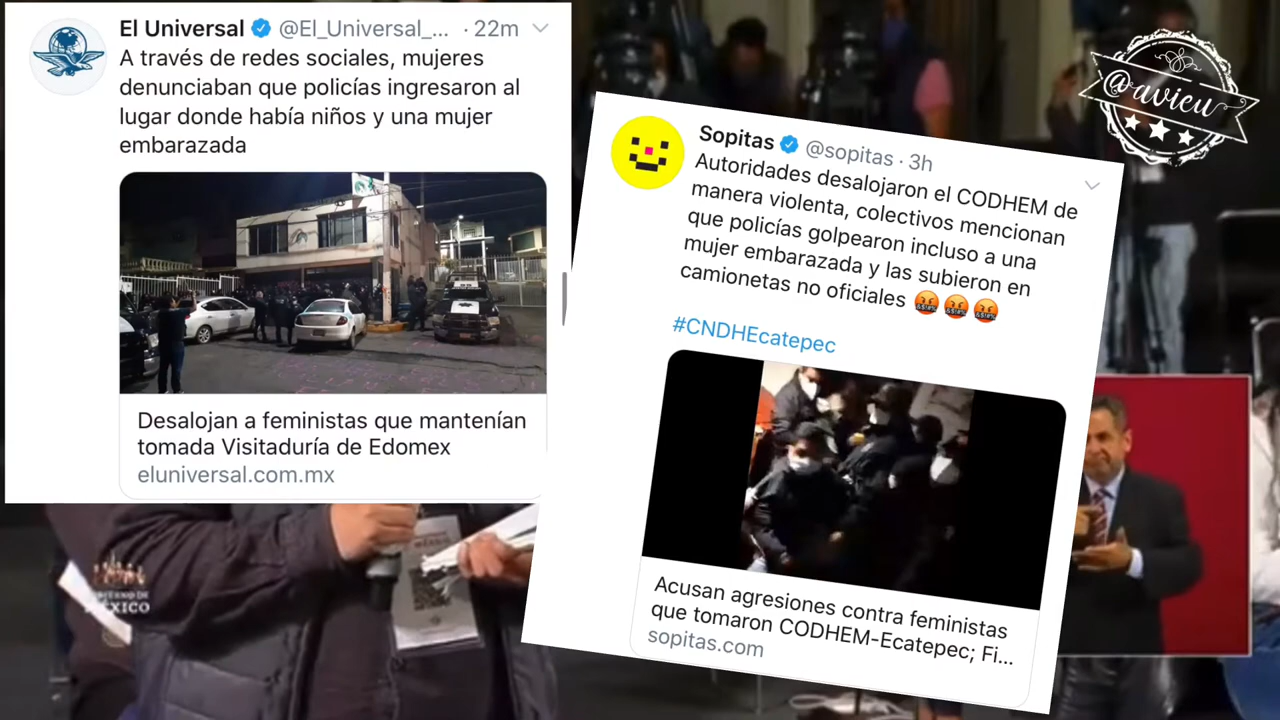 El Universal @El_Universal_... · 22m
A través de redes sociales, mujeres
denunciaban que policías ingresaron al
lugar donde había niños y una mujer
embarazada
Desalojan a feministas que mantenían
tomada Visitaduría de Edomex
eluniversal.com.mx
Sopitas @sopitas · 3h
Autoridades desalojaron el CODHEM de
manera violenta, colectivos mencionan
que policías golpearon incluso a una
mujer embarazada y las subieron en
camionetas no oficiales
#CNDHEcatepec
Acusan agresiones contra feministas
que tomaron CODHEM-Ecatepec; Fi...
sopitas.com
@avieu
GOBIERNO DE
MÉXICO